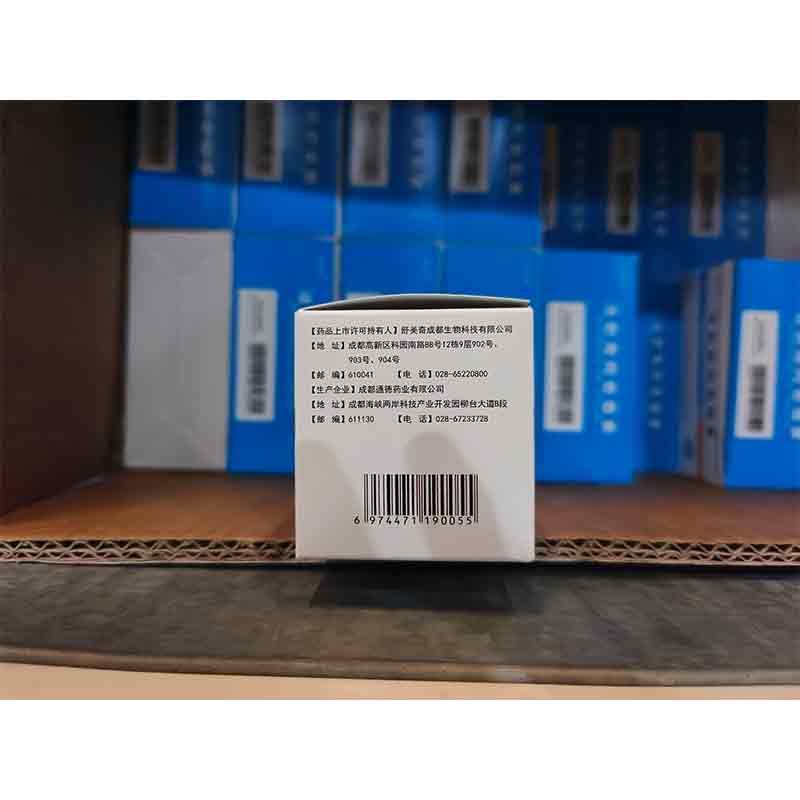 【药品上市许可持有人】舒美奇成都生物科技有限公司
【地 址】成都高新区科园南路88号12栋9层902号、
903号、904号
【邮 编】610041 【电 话】028-65220800
【生产企业】成都通德药业有限公司
【地 址】成都海峡两岸科技产业开发园柳台大道B段
【邮 编】611130 【电 话】028-67233728
6 974471 190055